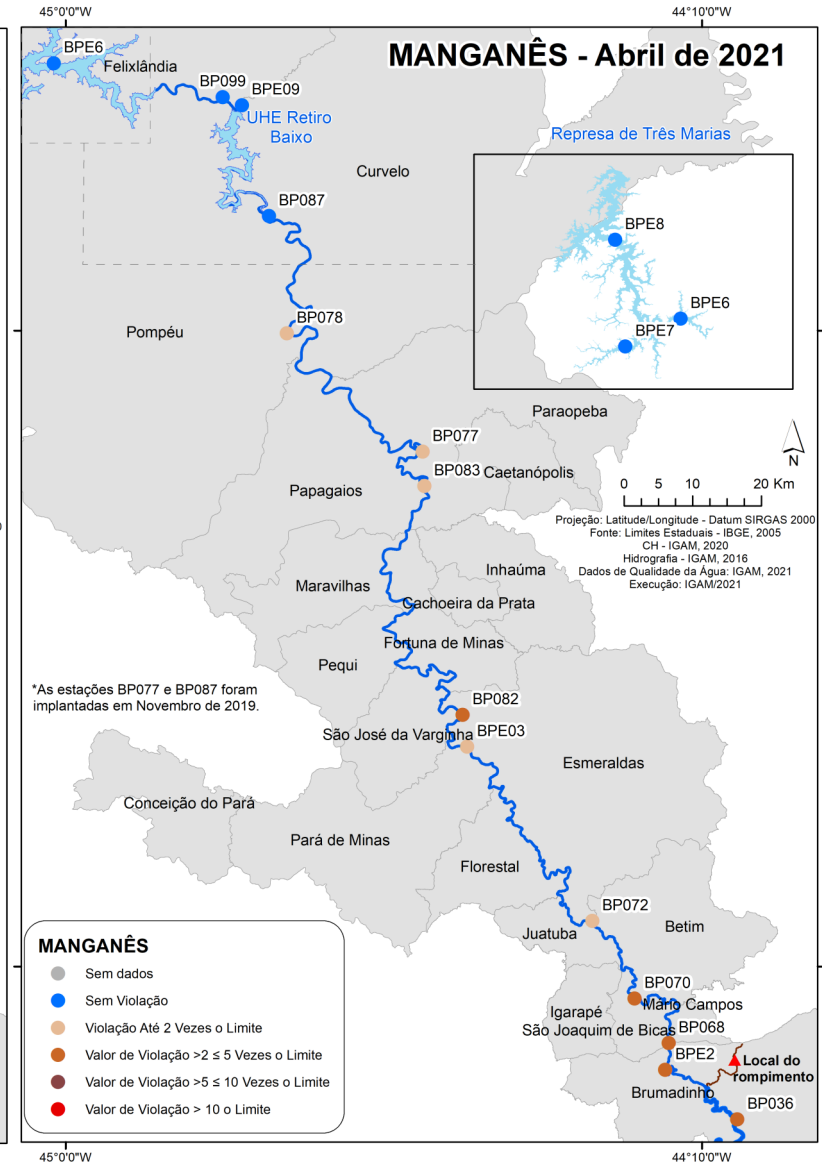 45°0'0"W
44°10'0"W
MANGANÊS - Abril de 2021
BPE6
Felixlândia
BP099
BPE09
UHE Retiro
Baixo
Represa de Três Marias
Curvelo
BP087
BPE8
BPE6
BPE7
BP078
Pompéu
Paraopeba
BP077
BP083
Caetanópolis
Papagaios
N
0 5 10 20 Km
Projeção: Latitude/Longitude - Datum SIRGAS 2000
Fonte: Limites Estaduais - IBGE, 2005
CH - IGAM, 2020
Hidrografia - IGAM, 2016
Dados de Qualidade da Água: IGAM, 2021
Execução: IGAM/2021
Inhaúma
Maravilhas
Cachoeira da Prata
Fortuna de Minas
Pequi
*As estações BP077 e BP087 foram
implantadas em Novembro de 2019.
BP082
São José da Varginha
BPE03
Esmeraldas
Conceição do Pará
Pará de Minas
Florestal
BP072
Juatuba
Betim
BP070
Mário Campos
Igarapé
São Joaquim de Bicas
BP068
BPE2
Local do
rompimento
Brumadinho
BP036
MANGANÊS
Sem dados
Sem Violação
Violação Até 2 Vezes o Limite
Valor de Violação >2 ≤ 5 Vezes o Limite
Valor de Violação >5 ≤ 10 Vezes o Limite
Valor de Violação > 10 o Limite
45°0'0"W
44°10'0"W